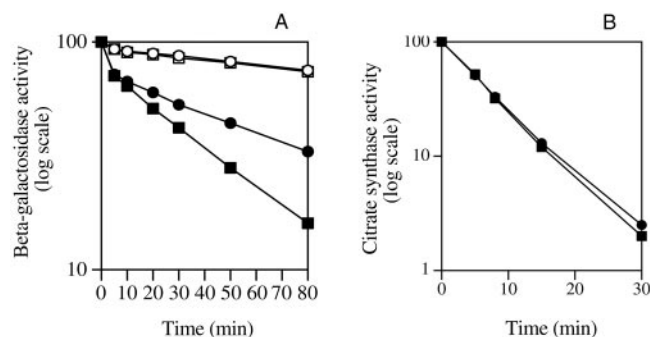 A
Beta-galactosidase activity
(log scale)
100
10
0 10 20 30 40 50 60 70 80
Time (min)
B
Citrate synthase activity
(log scale)
100
10
1
0 10 20 30
Time (min)